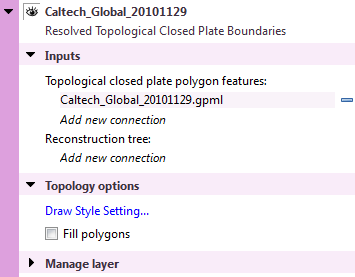 Caltech_Global_20101129
Resolved Topological Closed Plate Boundaries
Inputs
Topological closed plate polygon features:
Caltech_Global_20101129.gpml
Add new connection
Reconstruction tree:
Add new connection
Topology options
Draw Style Setting...
Fill polygons
Manage layer